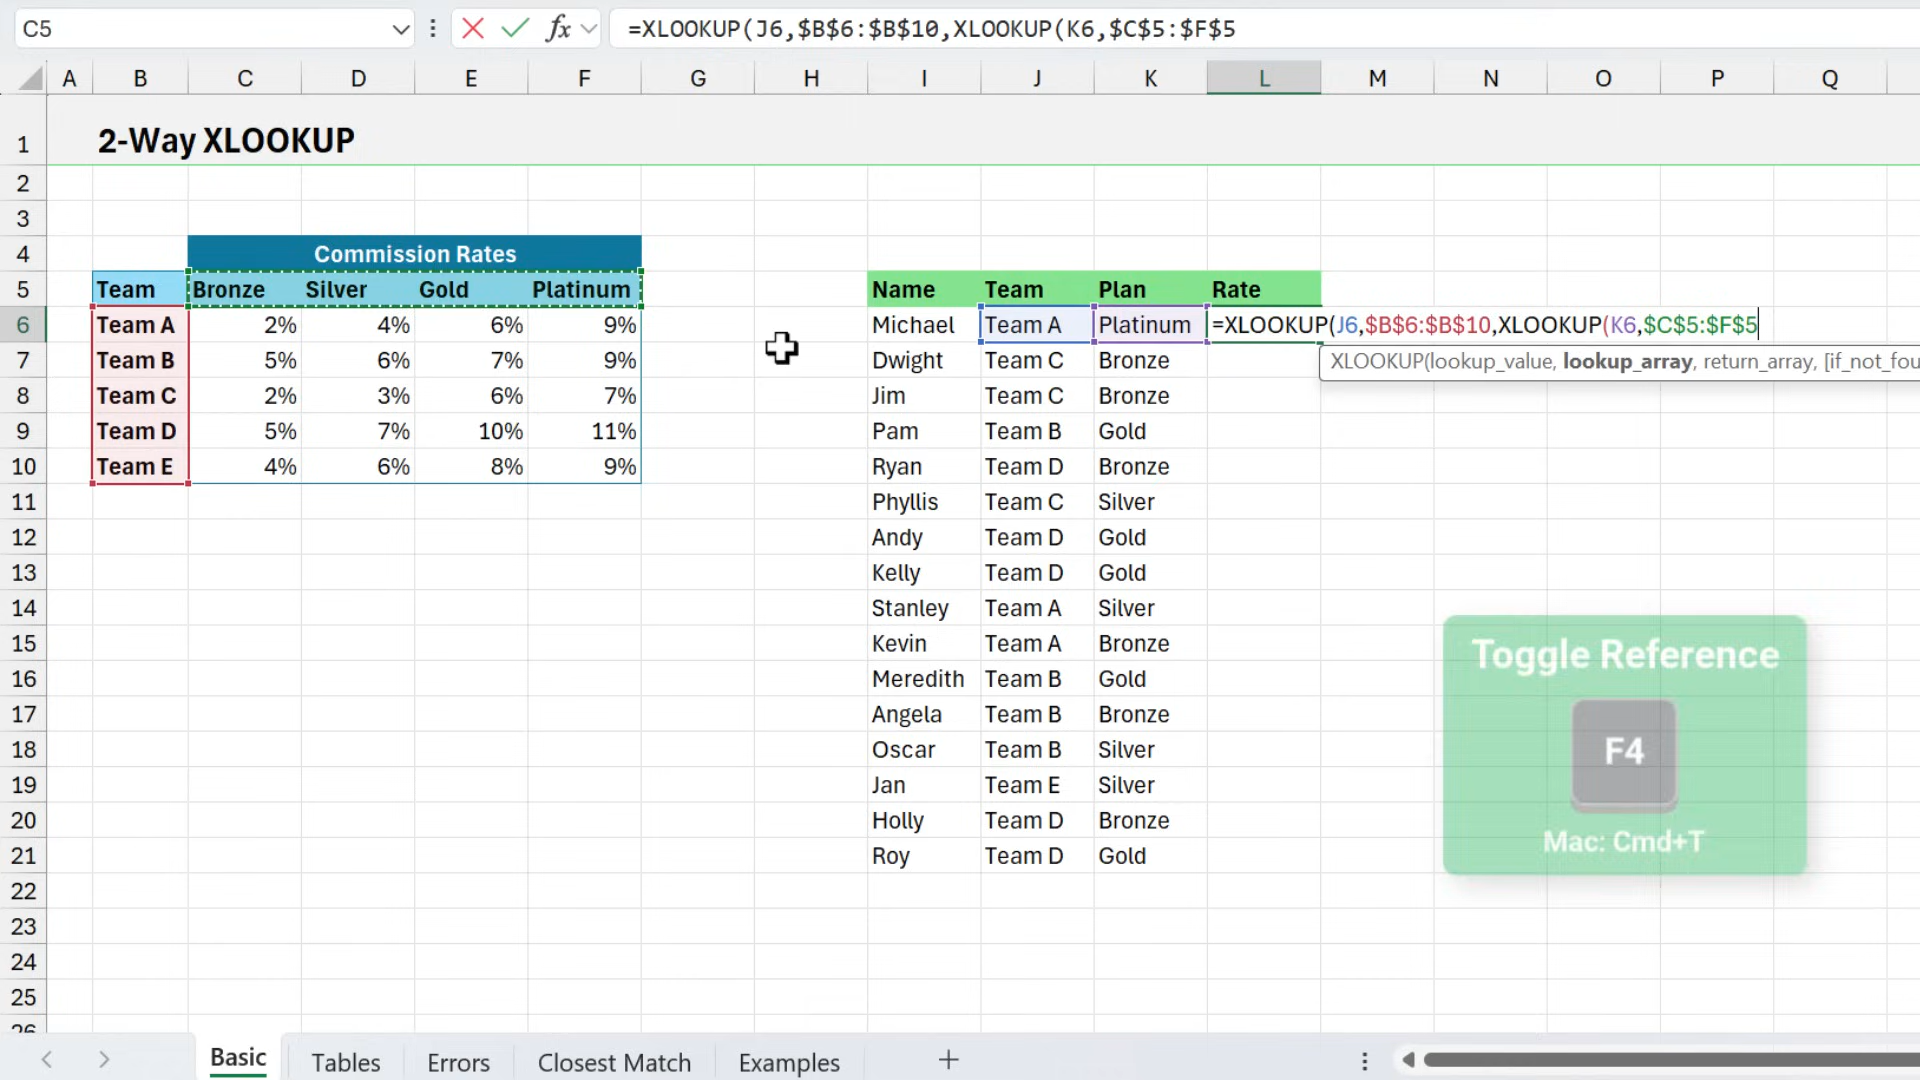 C5
fx
=XLOOKUP(J6,$B$6:$B$10,XLOOKUP(K6,$C$5:$F$5
A B C D E F G H I J K L M N O P Q
1 2-Way XLOOKUP
2
3
4 Commission Rates
5 Team Bronze Silver Gold Platinum Name Team Plan Rate
6 Team A 2% 4% 6% 9% Michael Team A Platinum =XLOOKUP(J6,$B$6:$B$10,XLOOKUP(K6,$C$5:$F$5
XLOOKUP(lookup_value, lookup_array, return_array, [if_not_fou
7 Team B 5% 6% 7% 9% Dwight Team C Bronze
8 Team C 2% 3% 6% 7% Jim Team C Bronze
9 Team D 5% 7% 10% 11% Pam Team B Gold
10 Team E 4% 6% 8% 9% Ryan Team D Bronze
11 Phyllis Team C Silver
12 Andy Team D Gold
13 Kelly Team D Gold
14 Stanley Team A Silver
15 Kevin Team A Bronze
16 Meredith Team B Gold
17 Angela Team B Bronze
18 Oscar Team B Silver
19 Jan Team E Silver
20 Holly Team D Bronze
21 Roy Team D Gold
22
23
24
25
26
Toggle Reference
F4
Mac: Cmd+T
Basic Tables Errors Closest Match Examples